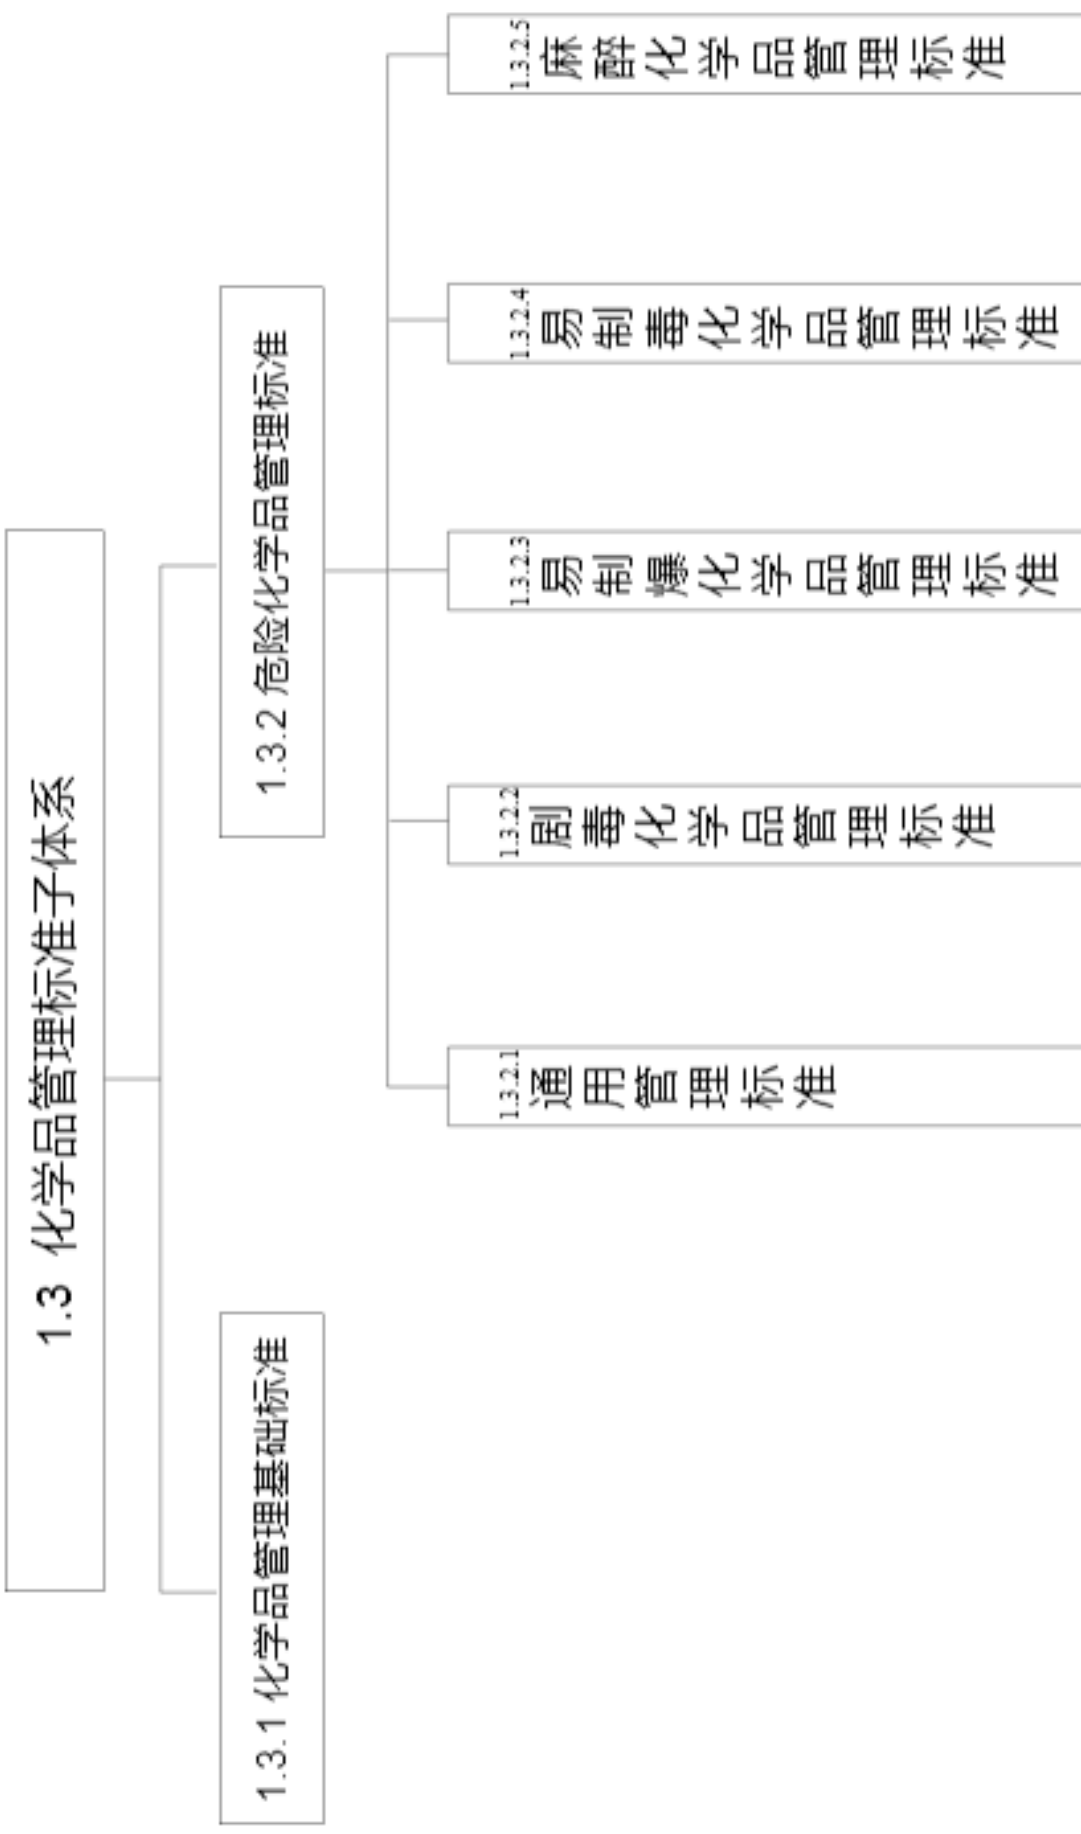 1.3 化学品管理标准子体系
1.3.1 化学品管理基础标准
1.3.2 危险化学品管理标准
1.3.2.1
通用管理标准
1.3.2.2
剧毒化学品管理标准
1.3.2.3
易制爆化学品管理标准
1.3.2.4
易制毒化学品管理标准
1.3.2.5
麻醉化学品管理标准